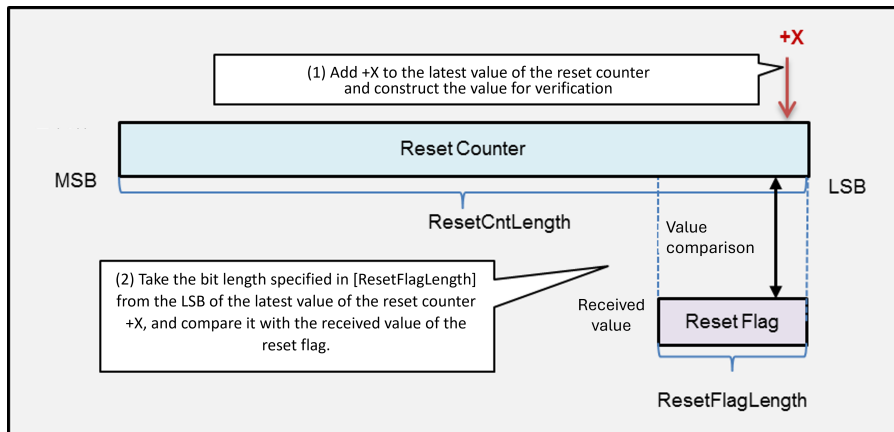 +X
(1) Add +X to the latest value of the reset counter
and construct the value for verification
Reset Counter
MSB
LSB
ResetCntLength
Value
comparison
(2) Take the bit length specified in [ResetFlagLength]
from the LSB of the latest value of the reset counter
+X, and compare it with the received value of the
reset flag.
Received
value
Reset Flag
ResetFlagLength